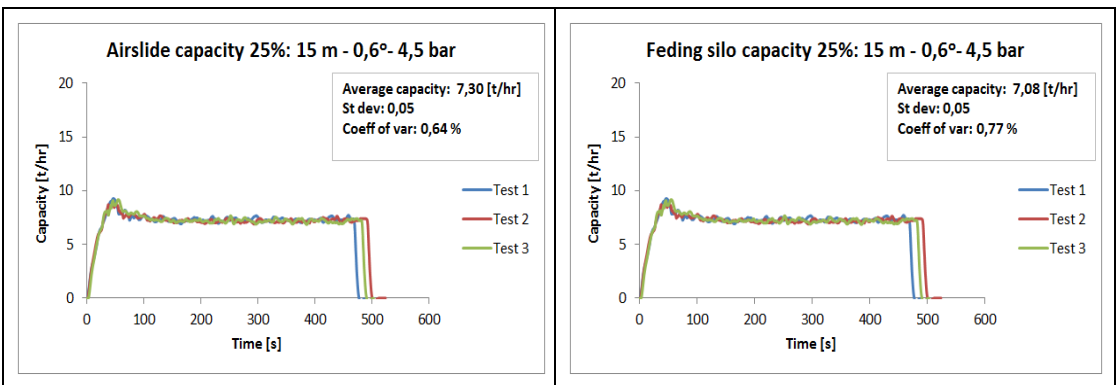 Airslide capacity 25%: 15 m - 0,6º- 4,5 bar
Average capacity: 7,30 [t/hr]
St dev: 0,05
Coeff of var: 0,64 %
Capacity [t/hr]
20
15
10
5
0
0 100 200 300 400 500 600
Time [s]
Test 1
Test 2
Test 3
Feding silo capacity 25%: 15 m - 0,6º- 4,5 bar
Average capacity: 7,08 [t/hr]
St dev: 0,05
Coeff of var: 0,77 %
Capacity [t/hr]
20
15
10
5
0
0 100 200 300 400 500 600
Time [s]
Test 1
Test 2
Test 3